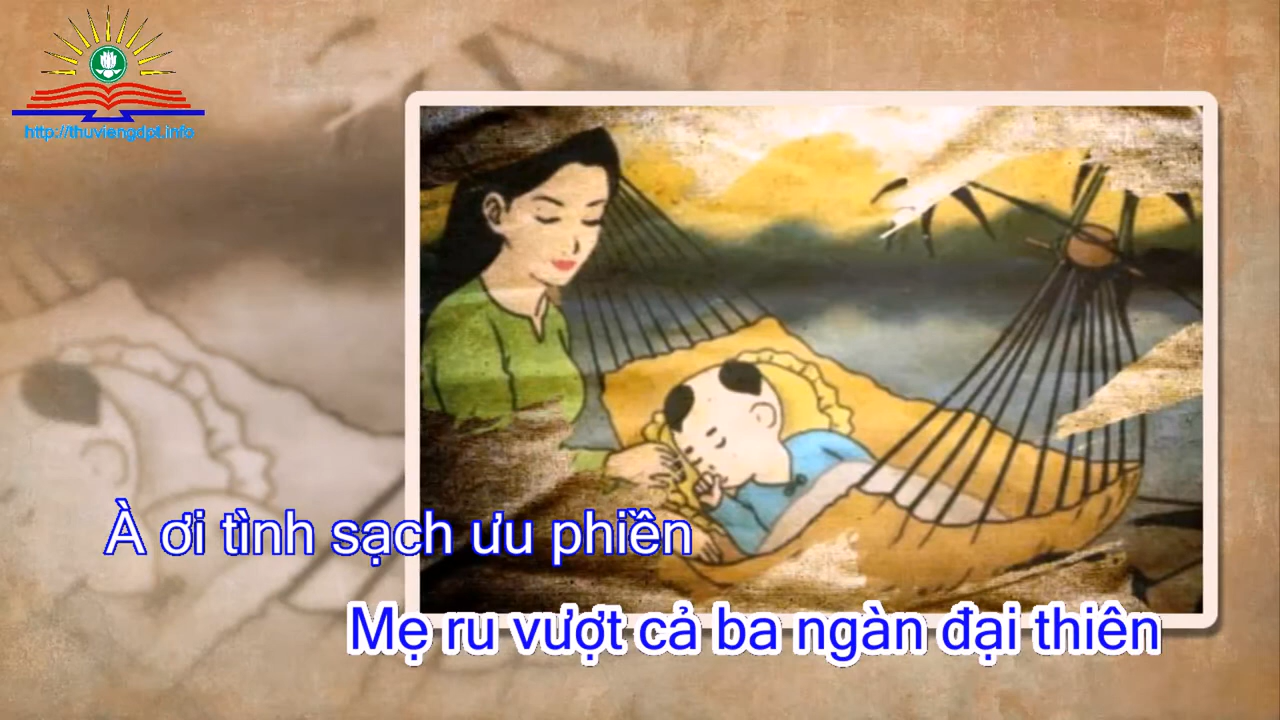 http://thuviengdpt.info
À ơi tình sạch ưu phiền
Mẹ ru vượt cả ba ngàn đại thiên